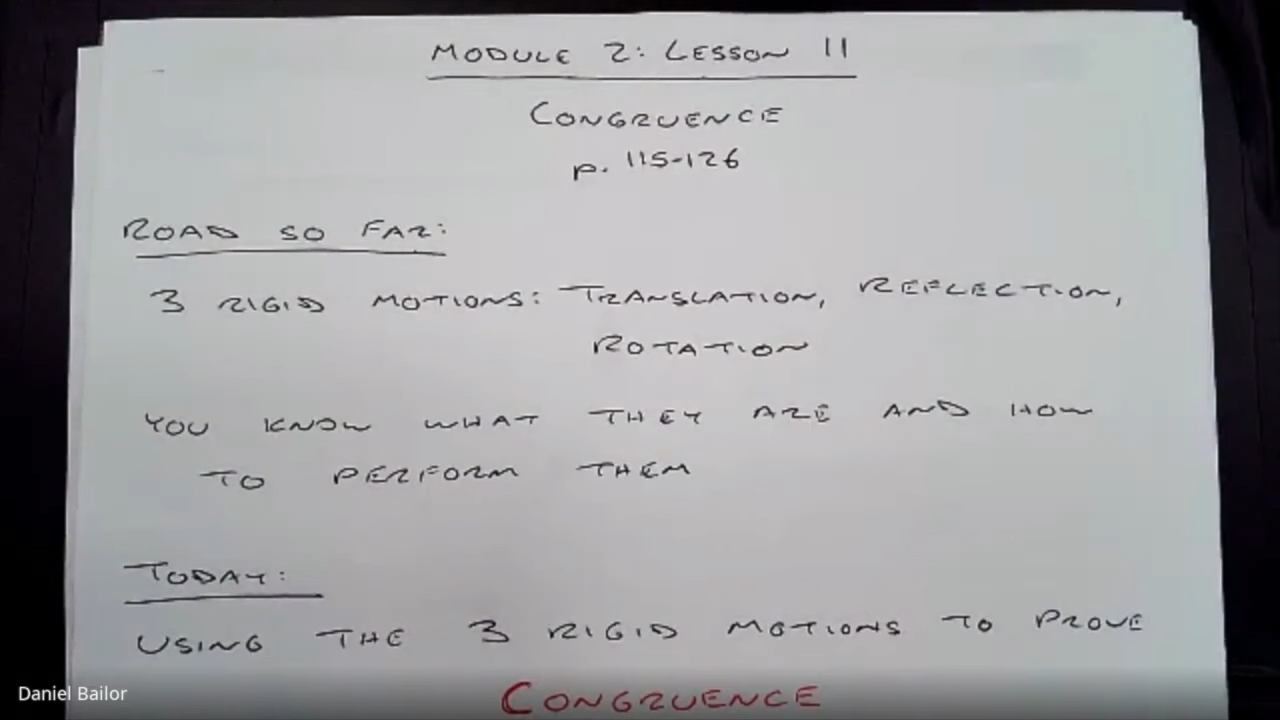 MODULE 2: LESSON 11
CONGRUENCE
p. 115-126
ROAD SO FAR:
3 RIGID MOTIONS: TRANSLATION, REFLECTION,
ROTATION
YOU KNOW WHAT THEY ARE AND HOW
TO PERFORM THEM
TODAY:
USING THE 3 RIGID MOTIONS TO PROVE
CONGRUENCE
Daniel Bailor